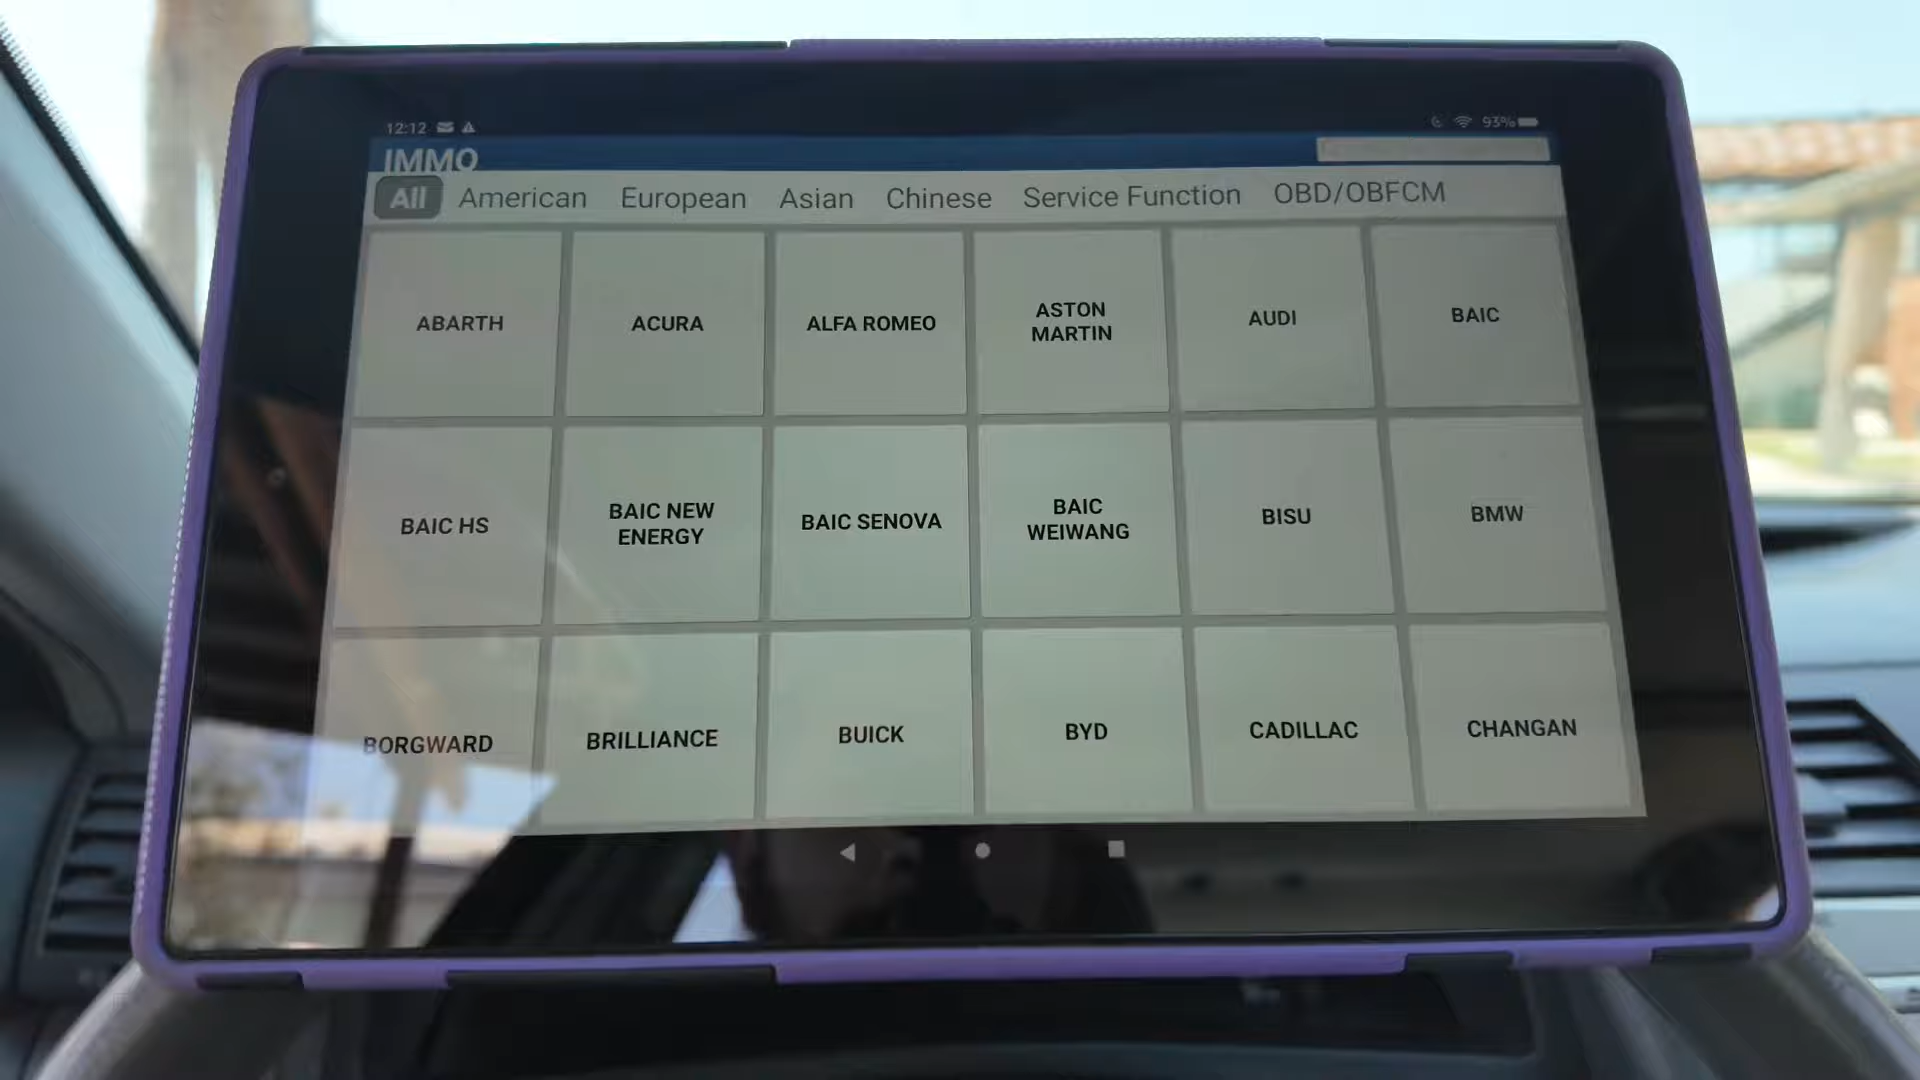 12:12
93%
IMMO
All American European Asian Chinese Service Function OBD/OBFCM
ABARTH
ACURA
ALFA ROMEO
ASTON
MARTIN
AUDI
BAIC
BAIC HS
BAIC NEW
ENERGY
BAIC SENOVA
BAIC
WEIWANG
BISU
BMW
BORGWARD
BRILLIANCE
BUICK
BYD
CADILLAC
CHANGAN